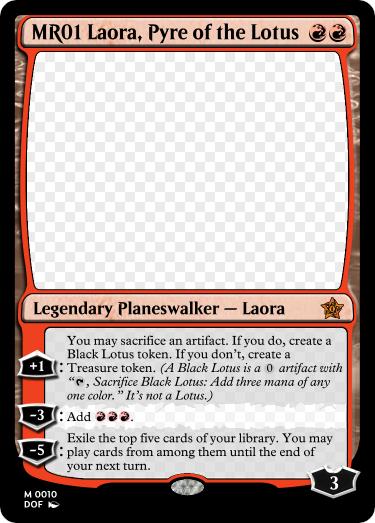 MR01 Laora, Pyre of the Lotus
Legendary Planeswalker — Laora
You may sacrifice an artifact. If you do, create a
Black Lotus token. If you don't, create a
+1: Treasure token. (A Black Lotus is a 0 artifact with
“, Sacrifice Black Lotus: Add three mana of any
one color.” It's not a Lotus.)
-3: Add .
Exile the top five cards of your library. You may
-5: play cards from among them until the end of
your next turn.
3
M 0010
DOF